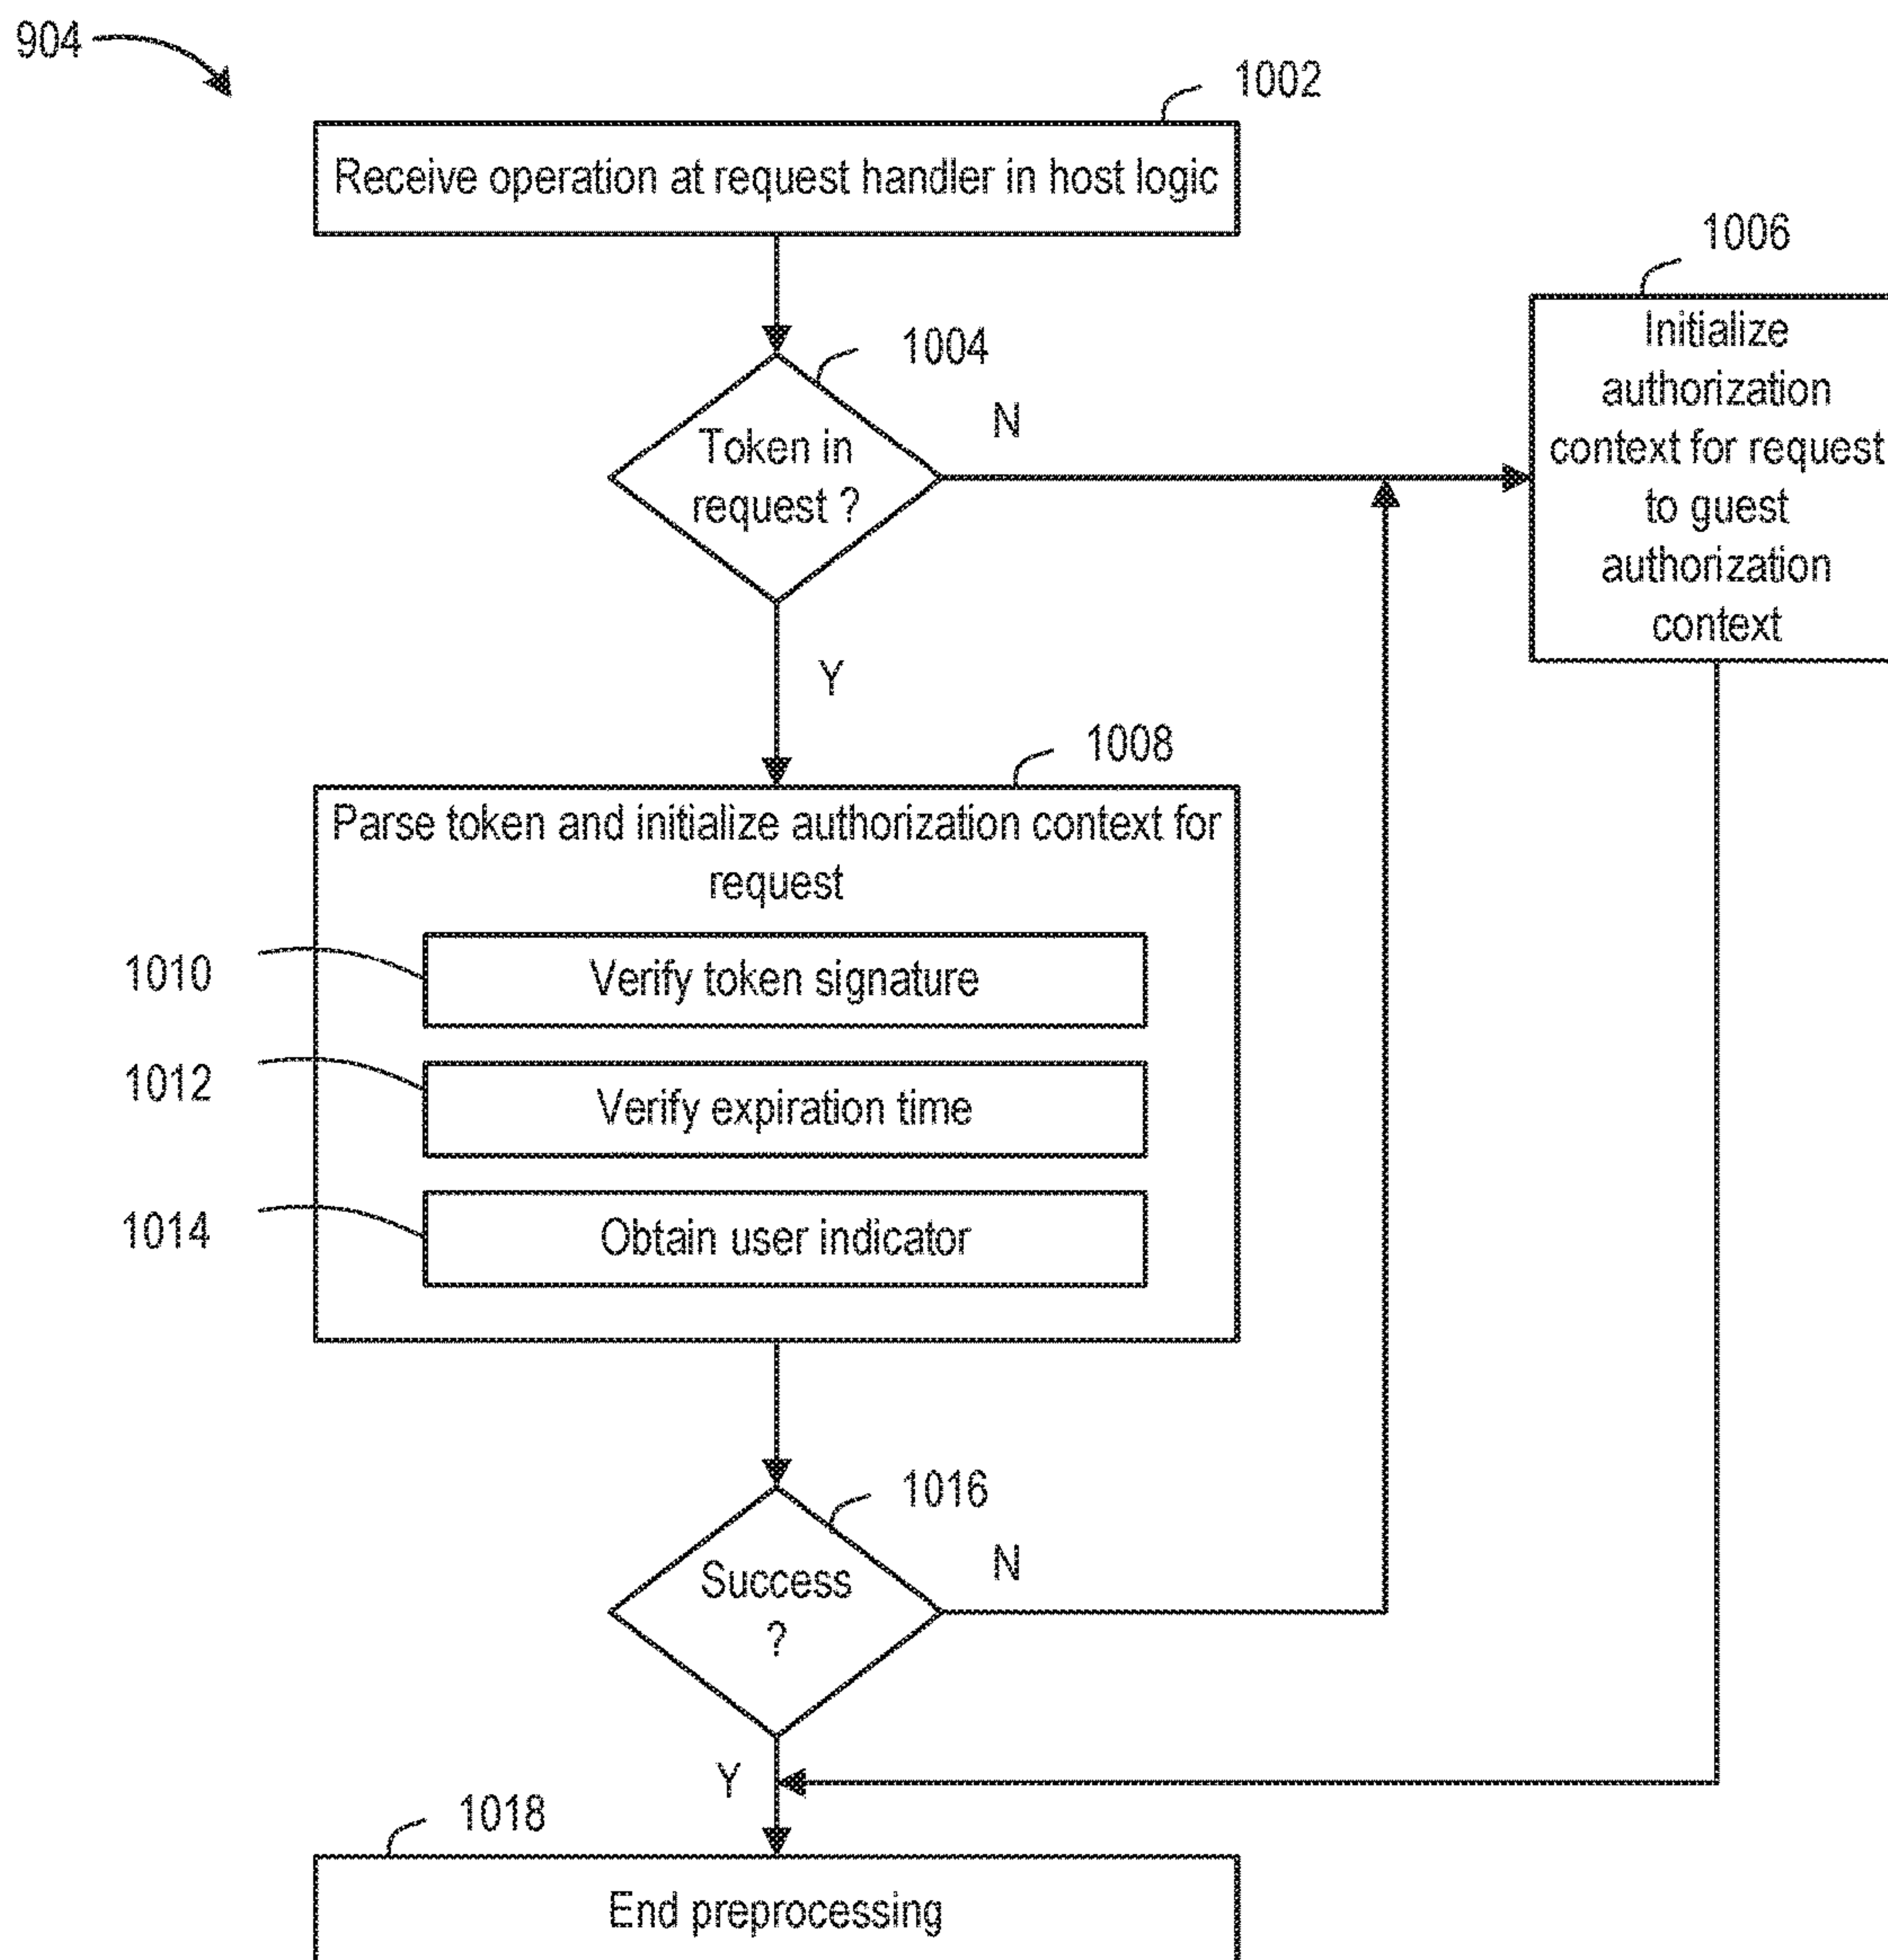 904
1002
Receive operation at request handler in host logic
1004
Token in
request ?
N
Y
1006
Initialize
authorization
context for request
to guest
authorization
context
1008
Parse token and initialize authorization context for
request
1010
Verify token signature
1012
Verify expiration time
1014
Obtain user indicator
1016
Success
?
N
Y
1018
End preprocessing